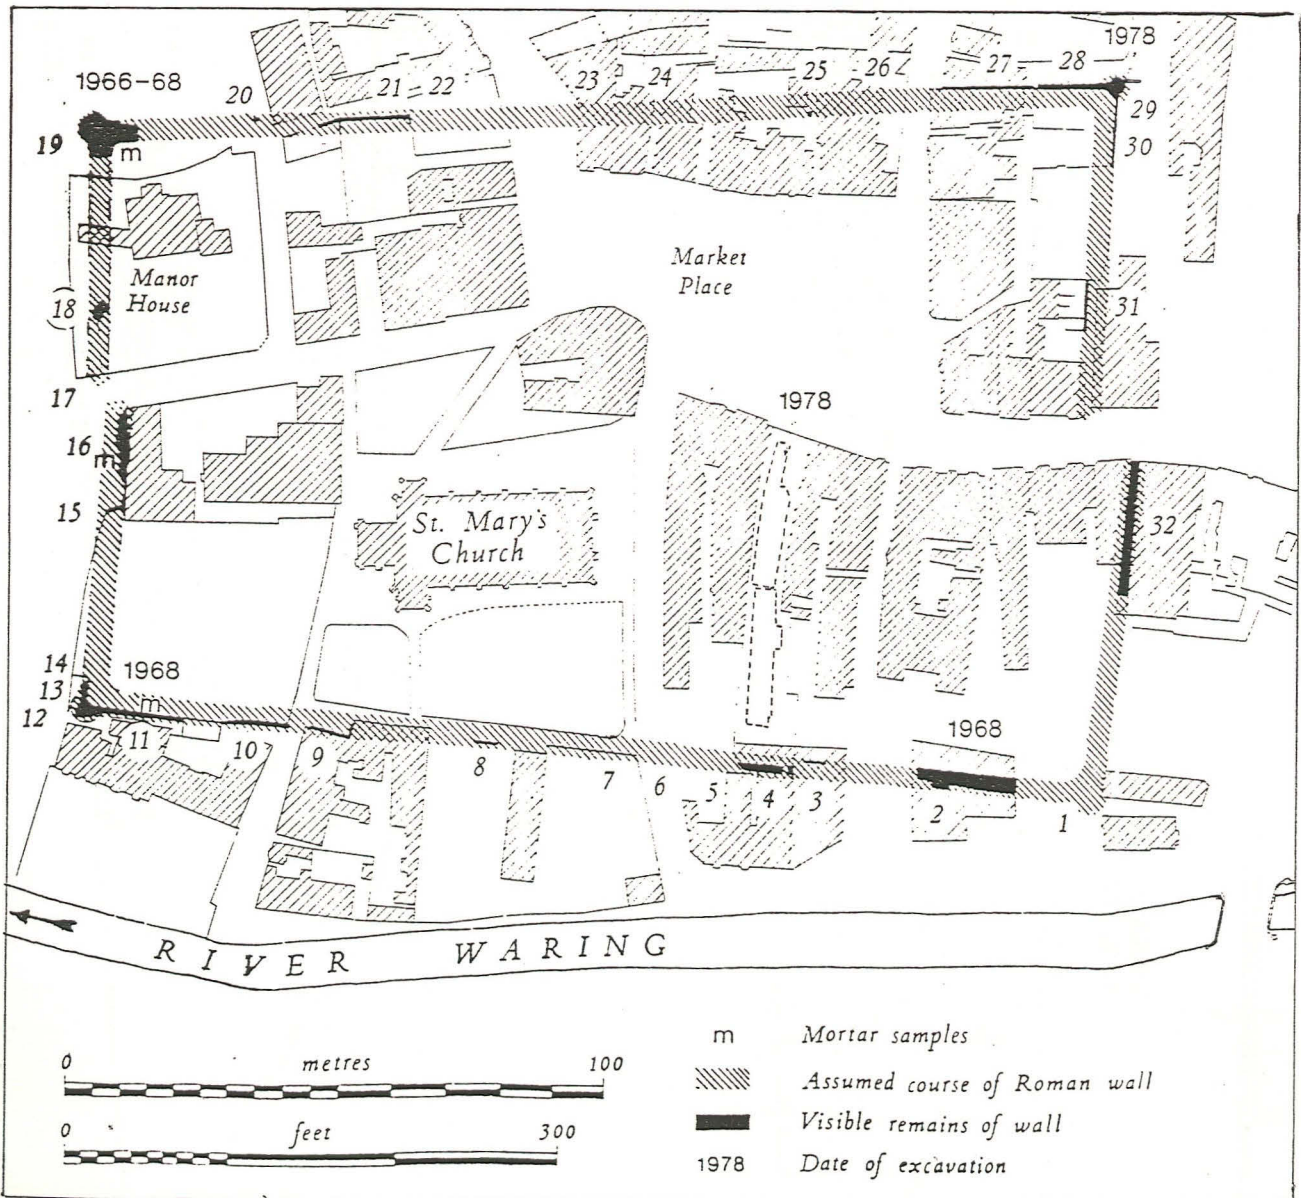 1978
1966-68
20
21
22
23
24
25
26
27
28
19
m
29
30
Manor
House
Market
Place
18
31
17
1978
16
m
15
St. Mary's
Church
32
14
1968
13
m
12
11
10
9
8
7
6
5
4
3
1968
2
1
RIVER WARING
0 metres 100
0 feet 300
m Mortar samples
Assumed course of Roman wall
Visible remains of wall
1978 Date of excavation